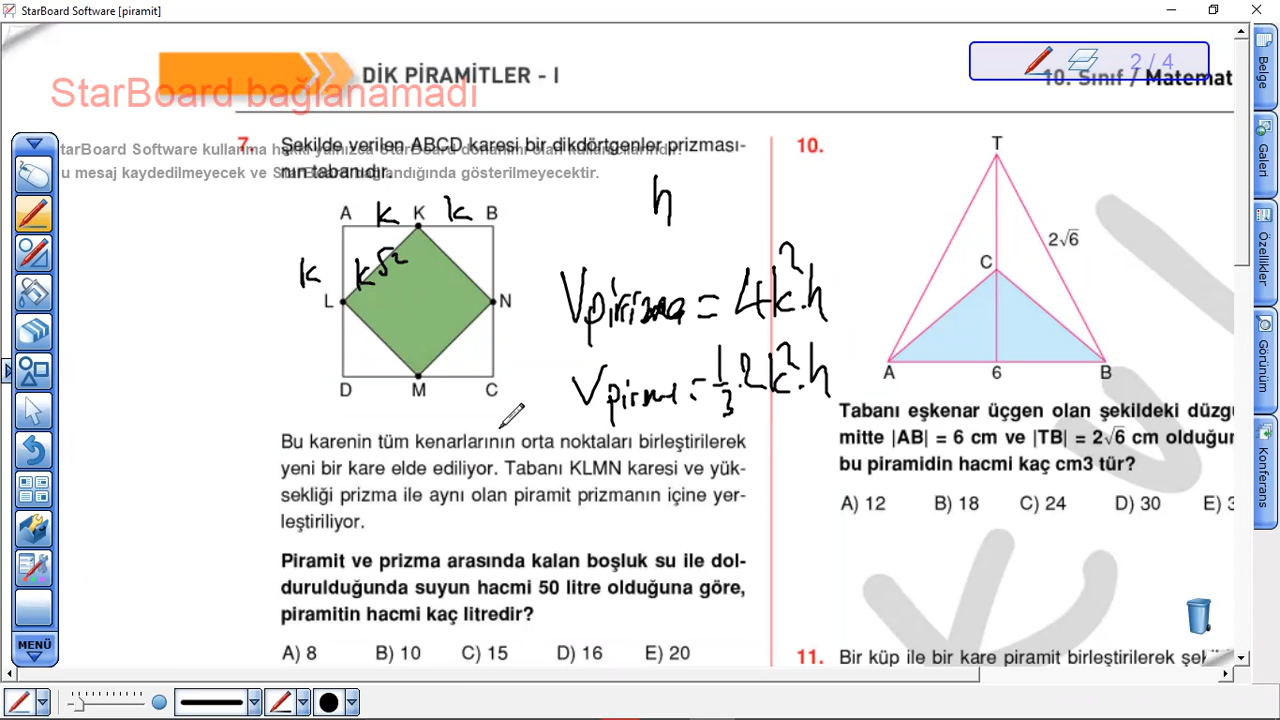 StarBoard Software [piramit]
DİK PİRAMİTLER - I
2 / 4
10. Sınıf / Matemat
StarBoard bağlanamadı
tarBoard Software kullanma hakkı yalnızca StarBoard donanımı olan kullanıcılarındır.
u mesaj kaydedilmeyecek ve StarBoard bağlandığında gösterilmeyecektir.
7. Şekilde verilen ABCD karesi bir dikdörtgenler prizması-
nın tabanıdır.
A K K k B
K K√2
L N
D M C
h
Vpirizma = 4k².h
Vpirmt = 1/3.2k².h
Bu karenin tüm kenarlarının orta noktaları birleştirilerek
yeni bir kare elde ediliyor. Tabanı KLMN karesi ve yük-
sekliği prizma ile aynı olan piramit prizmanın içine yer-
leştiriliyor.
Piramit ve prizma arasında kalan boşluk su ile dol-
durulduğunda suyun hacmi 50 litre olduğuna göre,
piramitin hacmi kaç litredir?
A) 8 B) 10 C) 15 D) 16 E) 20
10.
T
2√6
C
A 6 B
Tabanı eşkenar üçgen olan şekildeki düzgü
mitte |AB| = 6 cm ve |TB| = 2√6 cm olduğun
bu piramidin hacmi kaç cm3 tür?
A) 12 B) 18 C) 24 D) 30 E) 3
11. Bir küp ile bir kare piramit birleştirilerek şeki
MENÜ
Belge
Galeri
Özellikler
Görünüm
Konferans